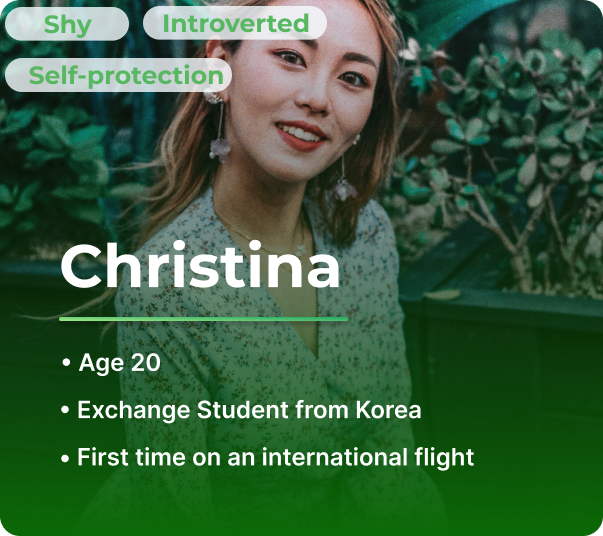 Shy Introverted
Self-protection
Christina
• Age 20
• Exchange Student from Korea
• First time on an international flight